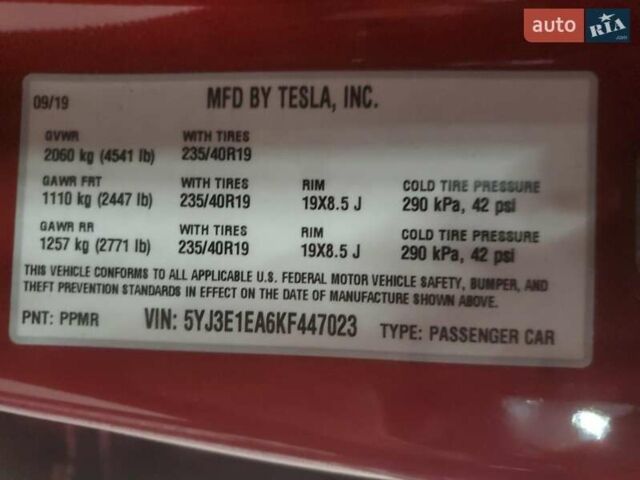 auto RIA .com
09/19 MFD BY TESLA, INC.
GVWR WITH TIRES
2060 kg (4541 lb) 235/40R19
GAWR FRT WITH TIRES RIM COLD TIRE PRESSURE
1110 kg (2447 lb) 235/40R19 19X8.5 J 290 kPa, 42 psi
GAWR RR WITH TIRES RIM COLD TIRE PRESSURE
1257 kg (2771 lb) 235/40R19 19X8.5 J 290 kPa, 42 psi
THIS VEHICLE CONFORMS TO ALL APPLICABLE U.S. FEDERAL MOTOR VEHICLE SAFETY, BUMPER, AND
THEFT PREVENTION STANDARDS IN EFFECT ON THE DATE OF MANUFACTURE SHOWN ABOVE.
PNT: PPMR VIN: 5YJ3E1EA6KF447023 TYPE: PASSENGER CAR